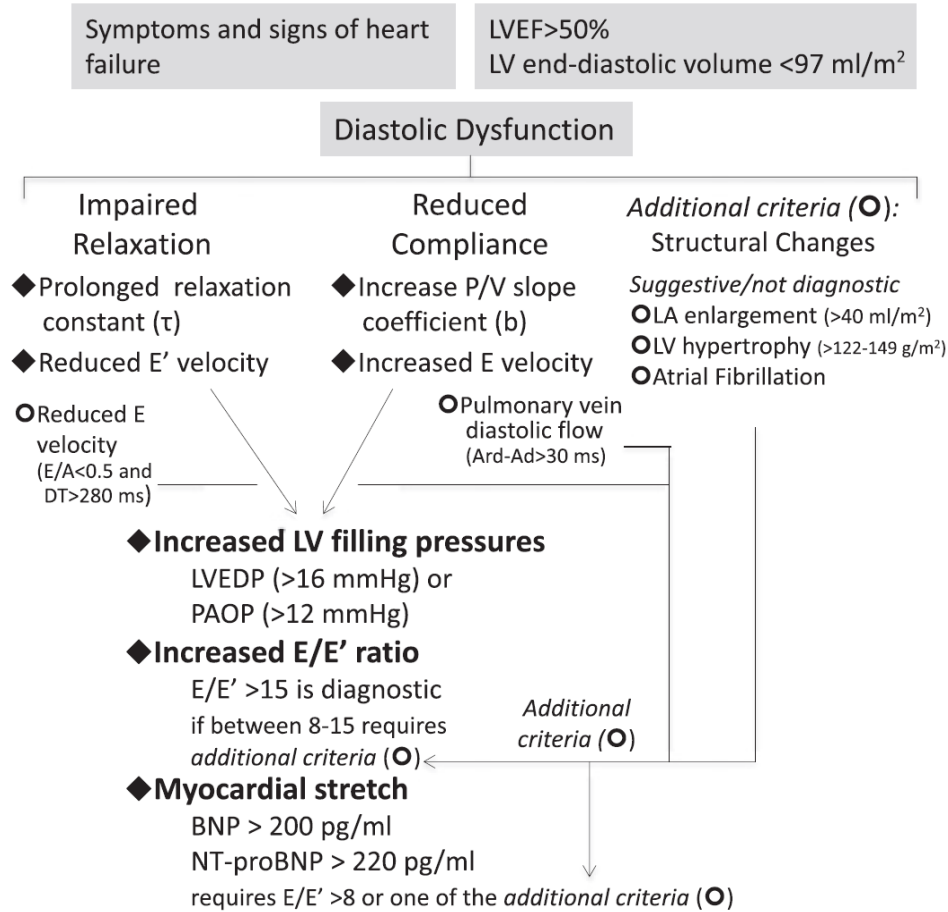 Symptoms and signs of heart
failure
LVEF>50%
LV end-diastolic volume <97 ml/m²
Diastolic Dysfunction
Impaired
Relaxation
◆Prolonged relaxation
constant (τ)
◆Reduced E’ velocity
Reduced
Compliance
◆Increase P/V slope
coefficient (b)
◆Increased E velocity
Additional criteria (O):
Structural Changes
Suggestive/not diagnostic
OLA enlargement (>40 ml/m²)
OLV hypertrophy (>122-149 g/m²)
OAtrial Fibrillation
OReduced E
velocity
(E/A<0.5 and
DT>280 ms)
OPulmonary vein
diastolic flow
(Ard-Ad>30 ms)
◆Increased LV filling pressures
LVEDP (>16 mmHg) or
PAOP (>12 mmHg)
◆Increased E/E’ ratio
E/E’ >15 is diagnostic
if between 8-15 requires
additional criteria (O)
Additional
criteria (O)
◆Myocardial stretch
BNP > 200 pg/ml
NT-proBNP > 220 pg/ml
requires E/E’ >8 or one of the additional criteria (O)